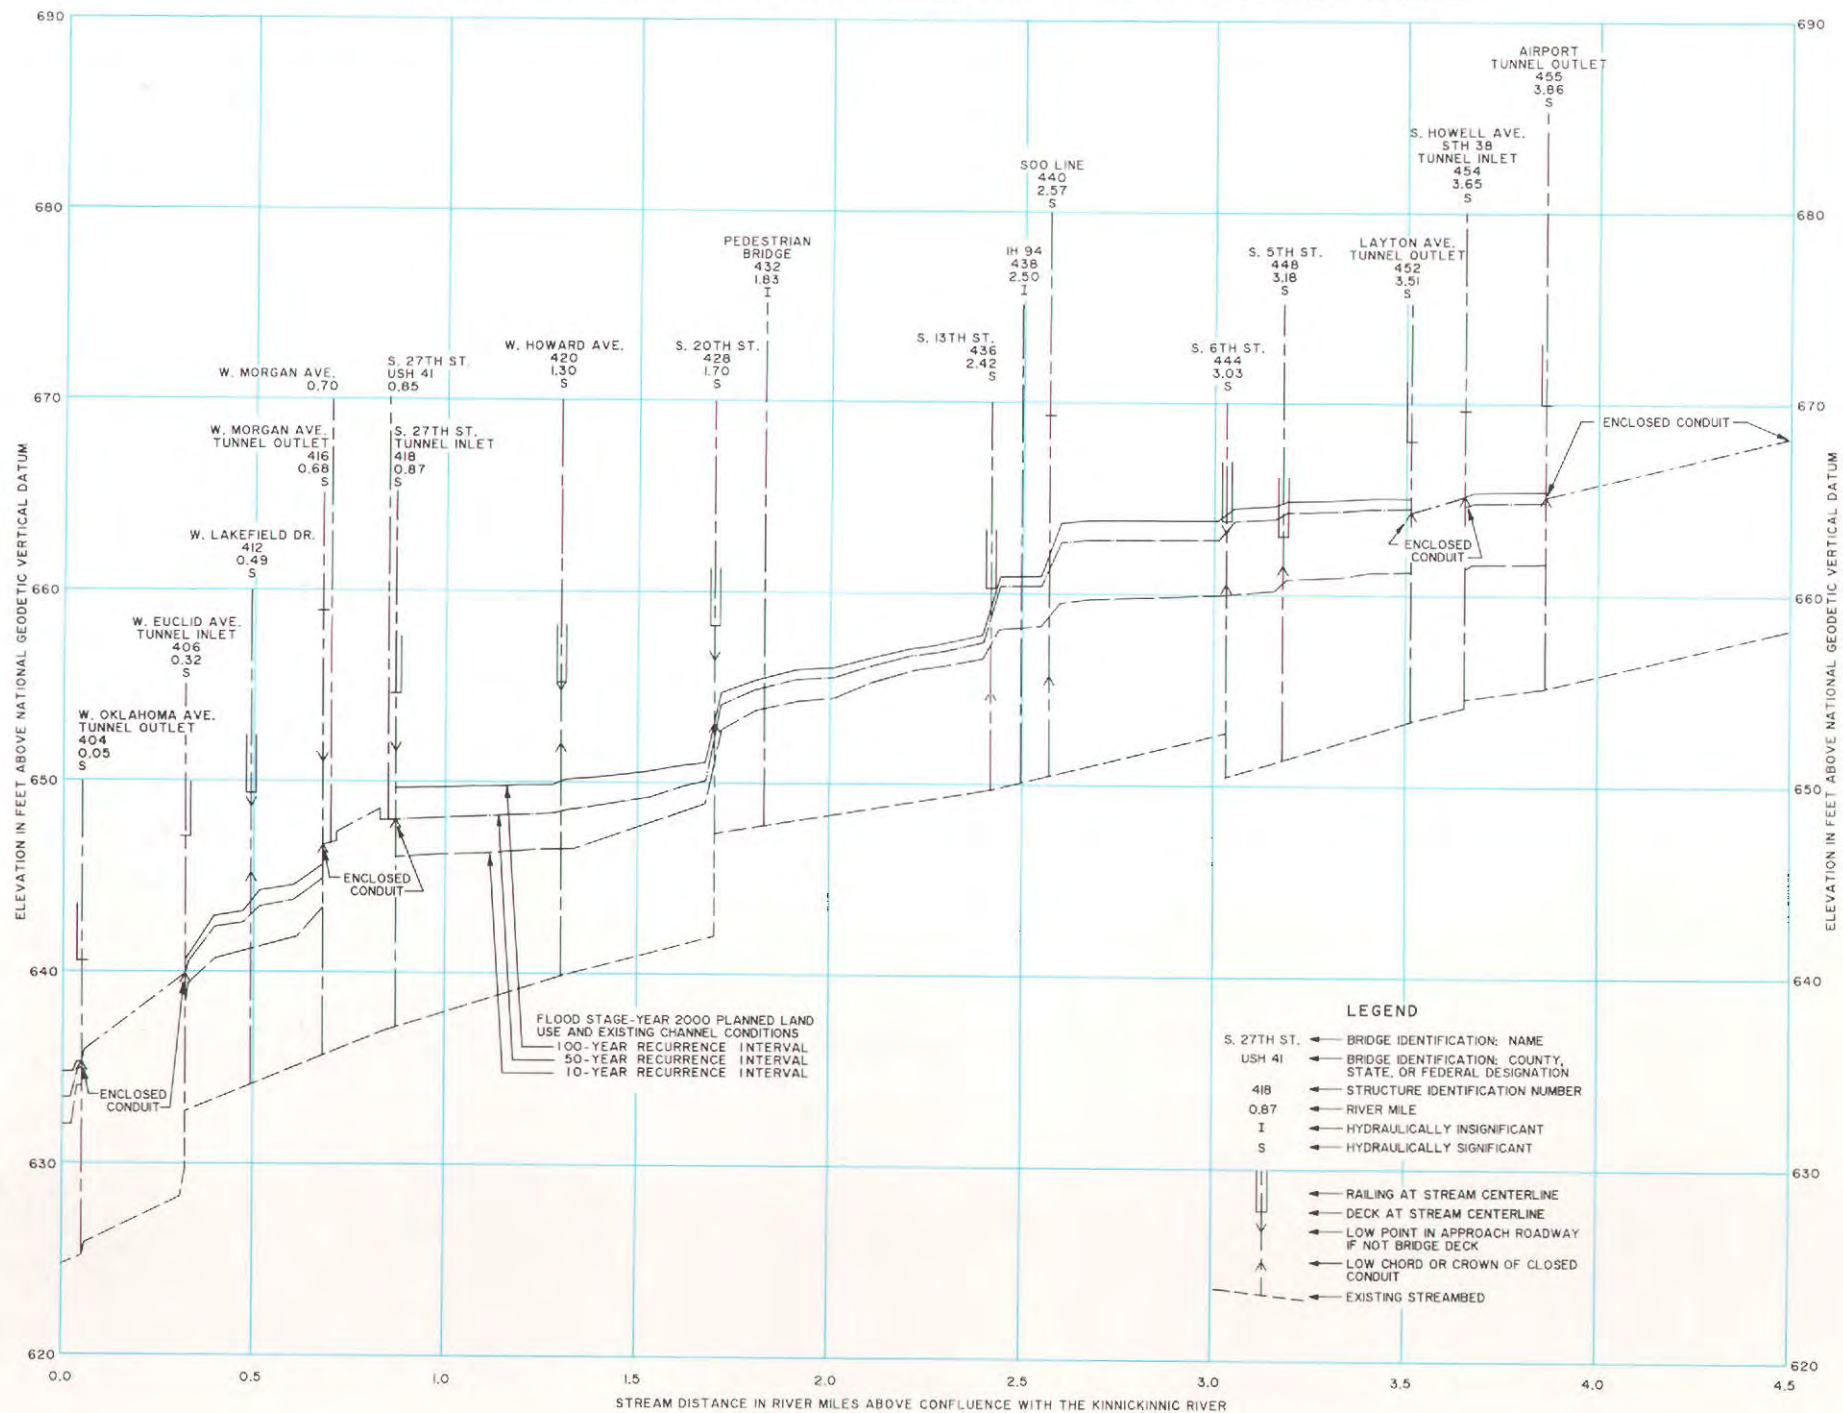 690
680
670
660
650
640
630
620
ELEVATION IN FEET ABOVE NATIONAL GEODETIC VERTICAL DATUM
W. OKLAHOMA AVE.
TUNNEL OUTLET
404
0.05
S
W. EUCLID AVE.
TUNNEL INLET
406
0.32
S
W. LAKEFIELD DR.
412
0.49
S
W. MORGAN AVE.
TUNNEL OUTLET
416
0.68
S
W. MORGAN AVE.
0.70
S. 27TH ST.
USH 41
0.85
S. 27TH ST.
TUNNEL INLET
418
0.87
S
W. HOWARD AVE.
420
1.30
S
S. 20TH ST.
428
1.70
S
PEDESTRIAN
BRIDGE
432
1.83
I
S. 13TH ST.
436
2.42
S
IH 94
438
2.50
I
SOO LINE
440
2.57
S
S. 6TH ST.
444
3.03
S
S. 5TH ST.
448
3.18
S
LAYTON AVE.
TUNNEL OUTLET
452
3.51
S
S. HOWELL AVE.
STH 38
TUNNEL INLET
454
3.65
S
AIRPORT
TUNNEL OUTLET
455
3.86
S
ENCLOSED
CONDUIT
ENCLOSED
CONDUIT
ENCLOSED
CONDUIT
ENCLOSED CONDUIT
FLOOD STAGE-YEAR 2000 PLANNED LAND
USE AND EXISTING CHANNEL CONDITIONS
100-YEAR RECURRENCE INTERVAL
50-YEAR RECURRENCE INTERVAL
10-YEAR RECURRENCE INTERVAL
LEGEND
S. 27TH ST. BRIDGE IDENTIFICATION: NAME
USH 41 BRIDGE IDENTIFICATION: COUNTY,
STATE, OR FEDERAL DESIGNATION
418 STRUCTURE IDENTIFICATION NUMBER
0.87 RIVER MILE
I HYDRAULICALLY INSIGNIFICANT
S HYDRAULICALLY SIGNIFICANT
RAILING AT STREAM CENTERLINE
DECK AT STREAM CENTERLINE
LOW POINT IN APPROACH ROADWAY
IF NOT BRIDGE DECK
LOW CHORD OR CROWN OF CLOSED
CONDUIT
EXISTING STREAMBED
690
680
670
660
650
640
630
620
ELEVATION IN FEET ABOVE NATIONAL GEODETIC VERTICAL DATUM
0.0 0.5 1.0 1.5 2.0 2.5 3.0 3.5 4.0 4.5
STREAM DISTANCE IN RIVER MILES ABOVE CONFLUENCE WITH THE KINNICKINNIC RIVER